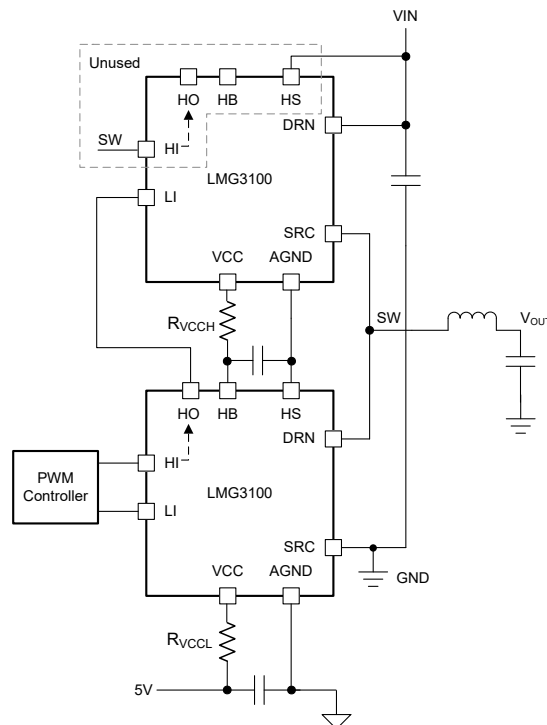 VIN
Unused
HO HB HS
DRN
SW
HI
LMG3100
LI
SRC
VCC AGND
RVCCH
SW
VOUT
HO HB HS
DRN
HI
PWM
Controller
LMG3100
LI
SRC
VCC AGND
GND
RVCCL
5V